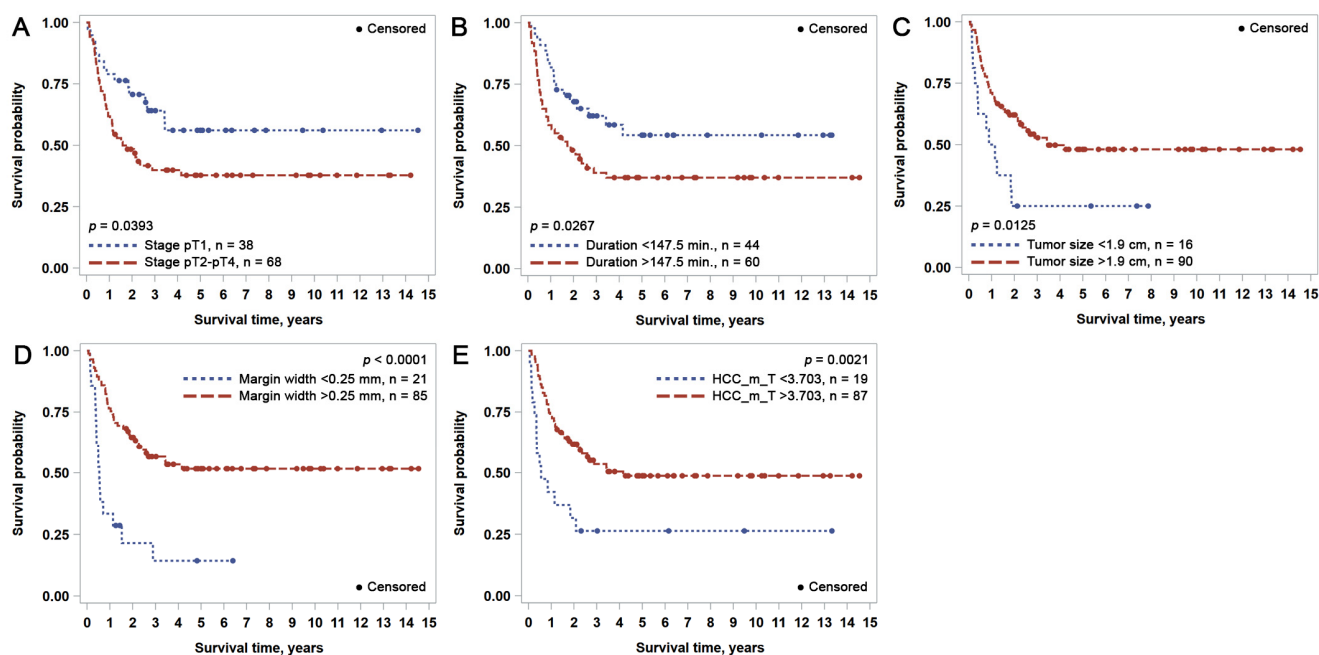 A
Survival probability
1.00
0.75
0.50
0.25
0.00
● Censored
p = 0.0393
Stage pT1, n = 38
Stage pT2-pT4, n = 68
0 1 2 3 4 5 6 7 8 9 10 11 12 13 14 15
Survival time, years
B
Survival probability
1.00
0.75
0.50
0.25
0.00
● Censored
p = 0.0267
Duration <147.5 min., n = 44
Duration >147.5 min., n = 60
0 1 2 3 4 5 6 7 8 9 10 11 12 13 14 15
Survival time, years
C
Survival probability
1.00
0.75
0.50
0.25
0.00
● Censored
p = 0.0125
Tumor size <1.9 cm, n = 16
Tumor size >1.9 cm, n = 90
0 1 2 3 4 5 6 7 8 9 10 11 12 13 14 15
Survival time, years
D
Survival probability
1.00
0.75
0.50
0.25
0.00
p < 0.0001
Margin width <0.25 mm, n = 21
Margin width >0.25 mm, n = 85
● Censored
0 1 2 3 4 5 6 7 8 9 10 11 12 13 14 15
Survival time, years
E
Survival probability
1.00
0.75
0.50
0.25
0.00
p = 0.0021
HCC_m_T <3.703, n = 19
HCC_m_T >3.703, n = 87
● Censored
0 1 2 3 4 5 6 7 8 9 10 11 12 13 14 15
Survival time, years